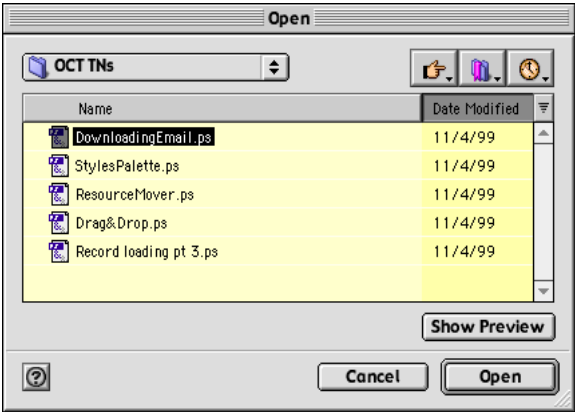 Open
OCT TNs
Name Date Modified
DownloadingEmail.ps 11/4/99
StylesPalette.ps 11/4/99
ResourceMover.ps 11/4/99
Drag&Drop.ps 11/4/99
Record loading pt 3.ps 11/4/99
Show Preview
? Cancel Open